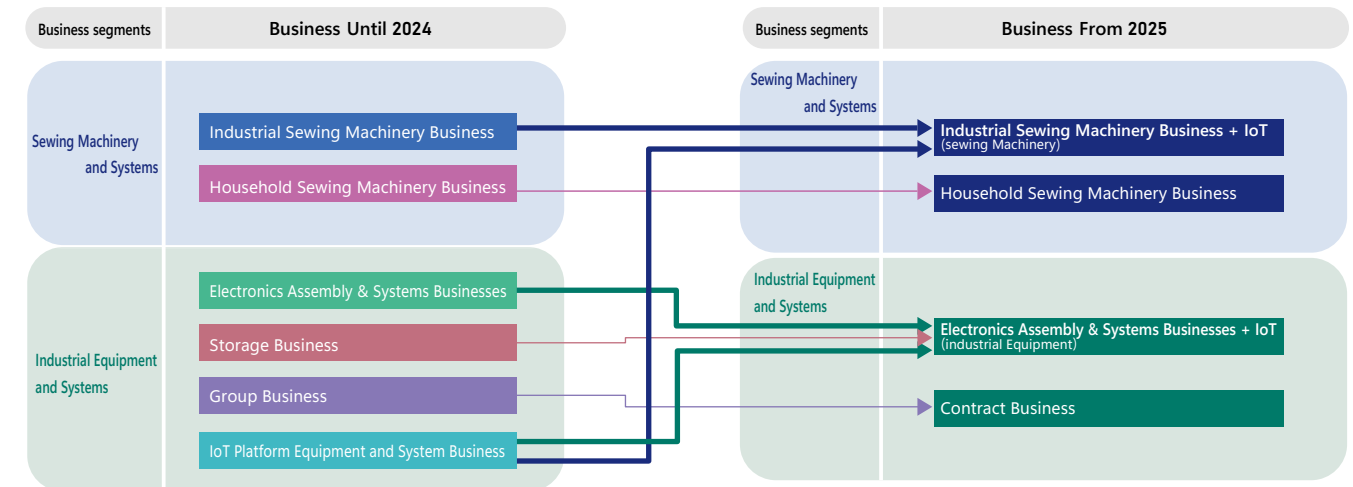 Business segments
Business Until 2024
Sewing Machinery
and Systems
Industrial Sewing Machinery Business
Household Sewing Machinery Business
Industrial Equipment
and Systems
Electronics Assembly & Systems Businesses
Storage Business
Group Business
IoT Platform Equipment and System Business
Business segments
Business From 2025
Sewing Machinery
and Systems
Industrial Sewing Machinery Business + IoT
(sewing Machinery)
Household Sewing Machinery Business
Industrial Equipment
and Systems
Electronics Assembly & Systems Businesses + IoT
(industrial Equipment)
Contract Business